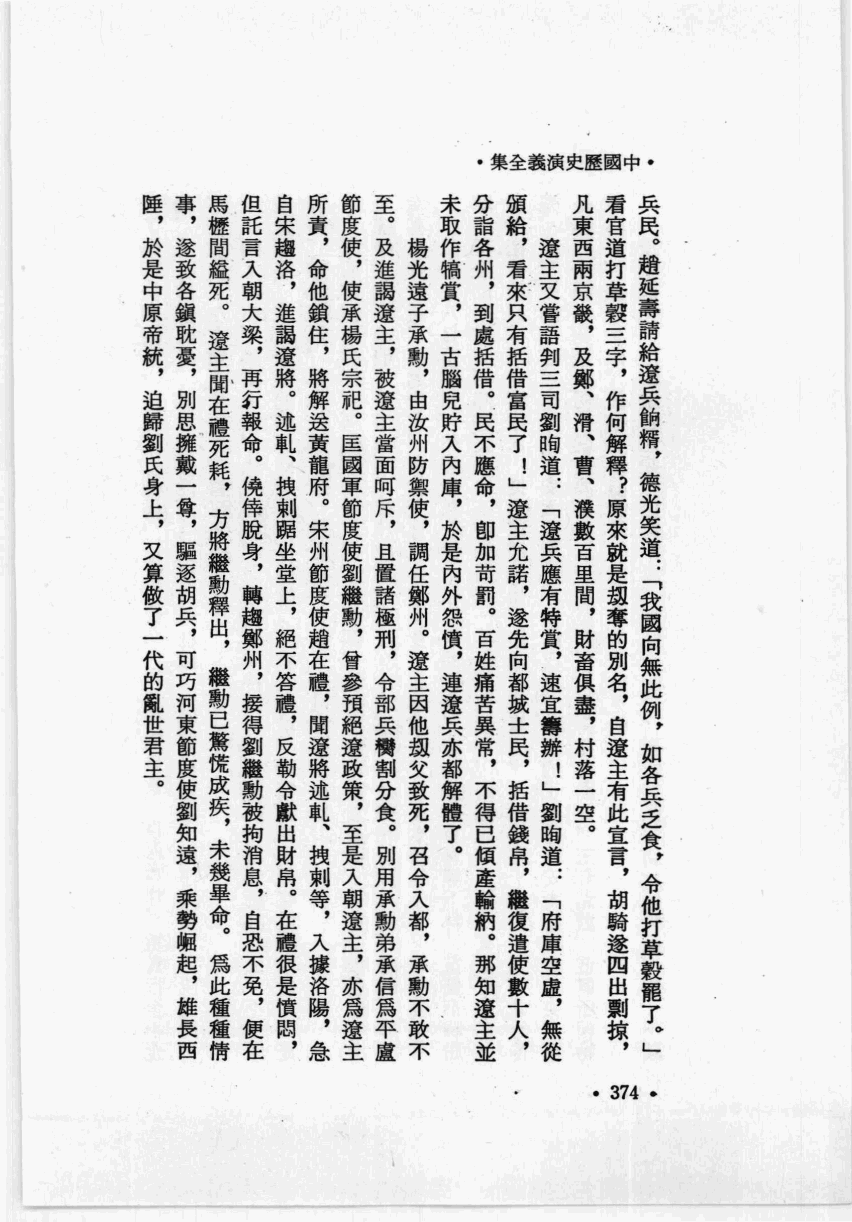 •中國歷史演義全集•
兵民。趙延壽請給遼兵餉糈,德光笑道:「我國向無此例,如各兵乏食,令他打草穀罷了。」
看官道打草穀三字,作何解釋?原來就是刼奪的別名,自遼主有此宣言,胡騎遂四出剽掠,
凡東西兩京畿,及鄭、滑、曹、濮數百里間,財畜俱盡,村落一空。
遼主又嘗語判三司劉昫道:「遼兵應有特賞,速宜籌辦!」劉昫道:「府庫空虛,無從
頒給,看來只有括借富民了!」遼主允諾,遂先向都城士民,括借錢帛,繼復遣使數十人,
分詣各州,到處括借。民不應命,卽加苛罰。百姓痛苦異常,不得已傾產輸納。那知遼主並
未取作犒賞,一古腦兒貯入內庫,於是內外怨憤,連遼兵亦都解體了。
楊光遠子承勳,由汝州防禦使,調任鄭州。遼主因他刼父致死,召令入都,承勳不敢不
至。及進謁遼主,被遼主當面呵斥,且置諸極刑,令部兵臠割分食。別用承勳弟承信爲平盧
節度使,使承楊氏宗祀。匡國軍節度使劉繼勳,曾參預絕遼政策,至是入朝遼主,亦爲遼主
所責,命他鎖住,將解送黃龍府。宋州節度使趙在禮,聞遼將述軋、拽剌等,入據洛陽,急
自宋趨洛,進謁遼將。述軋、拽剌踞坐堂上,絕不答禮,反勒令獻出財帛。在禮很是憤悶,
但託言入朝大梁,再行報命。僥倖脫身,轉趨鄭州,接得劉繼勳被拘消息,自恐不免,便在
馬櫪間縊死。遼主聞在禮死耗,方將繼勳釋出,繼勳已驚慌成疾,未幾畢命。爲此種種情
事,遂致各鎮耽憂,別思擁戴一尊,驅逐胡兵,可巧河東節度使劉知遠,乘勢崛起,雄長西
陲,於是中原帝統,迫歸劉氏身上,又算做了一代的亂世君主。
•374•